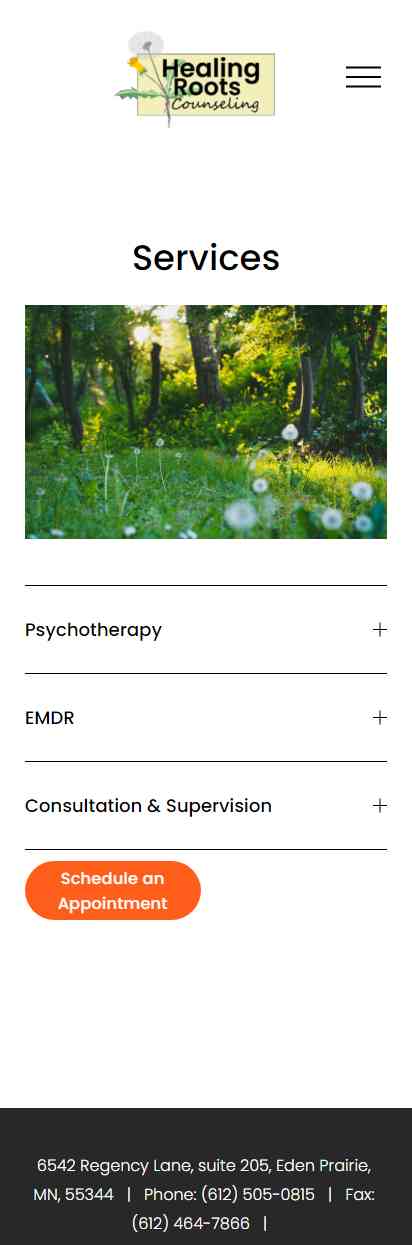 Healing
Roots
Counseling
Services
Psychotherapy
EMDR
Consultation & Supervision
Schedule an
Appointment
6542 Regency Lane, suite 205, Eden Prairie,
MN, 55344 | Phone: (612) 505-0815 | Fax:
(612) 464-7866 |